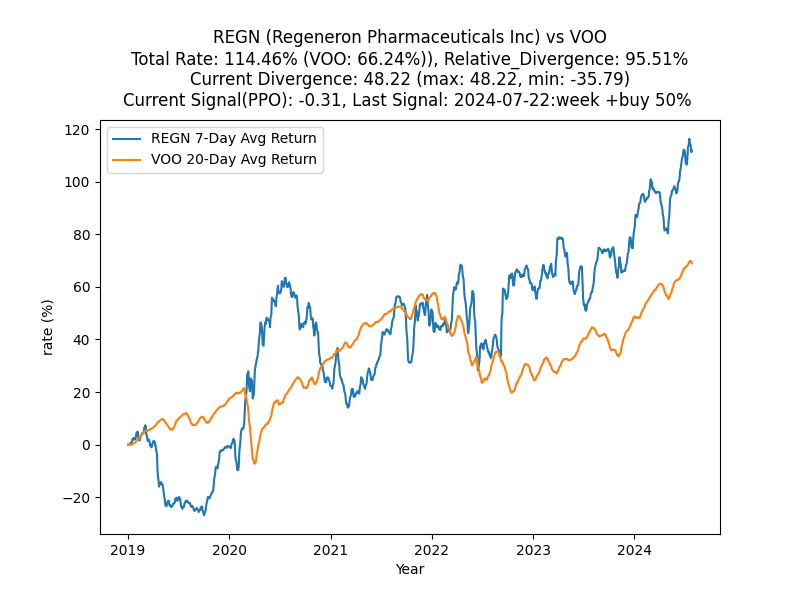 REGN (Regeneron Pharmaceuticals Inc) vs VOO
Total Rate: 114.46% (VOO: 66.24%)), Relative_Divergence: 95.51%
Current Divergence: 48.22 (max: 48.22, min: -35.79)
Current Signal(PPO): -0.31, Last Signal: 2024-07-22:week +buy 50%
REGN 7-Day Avg Return
VOO 20-Day Avg Return
120
100
80
60
40
20
0
−20
rate (%)
2019 2020 2021 2022 2023 2024
Year